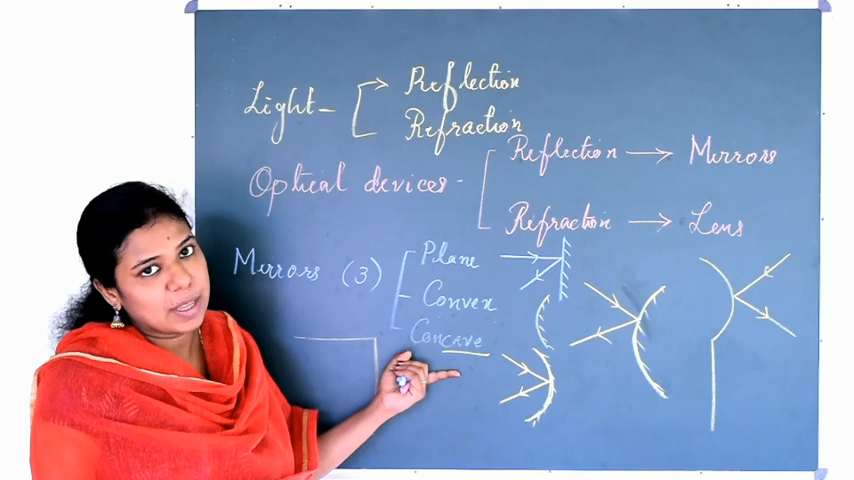 Light - Reflection
Refraction
Optical devices - Reflection → Mirrors
Refraction → Lens
Mirrors (3) Plane
Convex
Concave